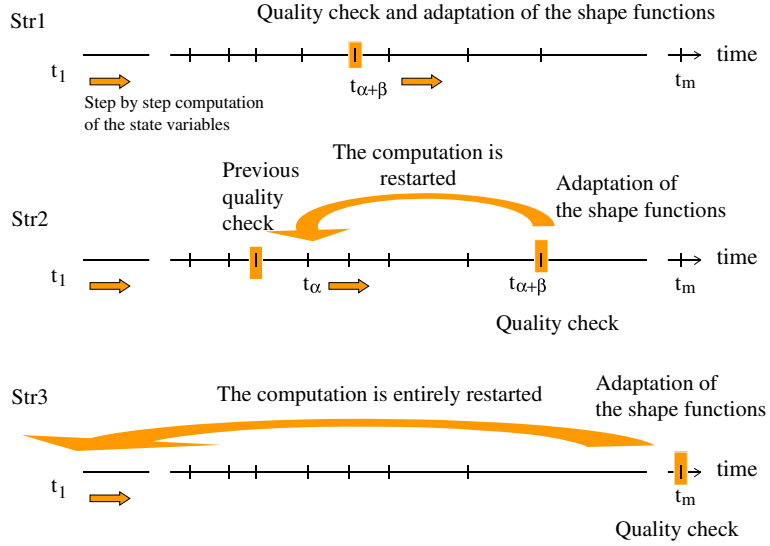 Quality check and adaptation of the shape functions
Str1
time
t1
tα+β
tm
Step by step computation
of the state variables
The computation is
restarted
Previous
quality
check
Adaptation of
the shape functions
Str2
time
t1
tα
tα+β
tm
Quality check
Adaptation of
the shape functions
The computation is entirely restarted
Str3
time
t1
tm
Quality check